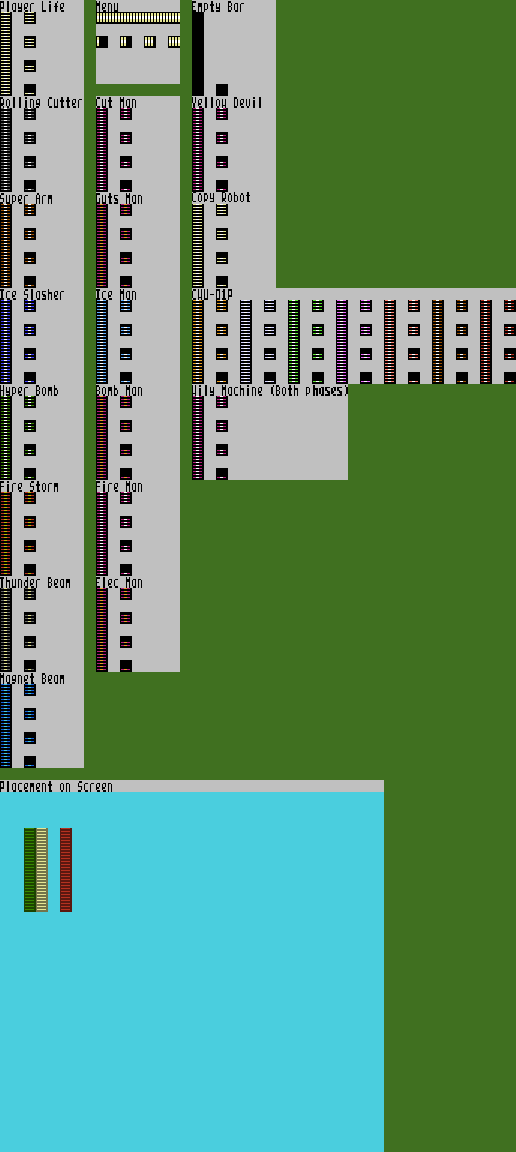 Player Life
Menu
Empty Bar
Rolling Cutter
Cut Man
Yellow Devil
Super Arm
Guts Man
Copy Robot
Ice Slasher
Ice Man
CWU-01P
Hyper Bomb
Bomb Man
Wily Machine (Both phases)
Fire Storm
Fire Man
Thunder Beam
Elec Man
Magnet Beam
Placement on Screen